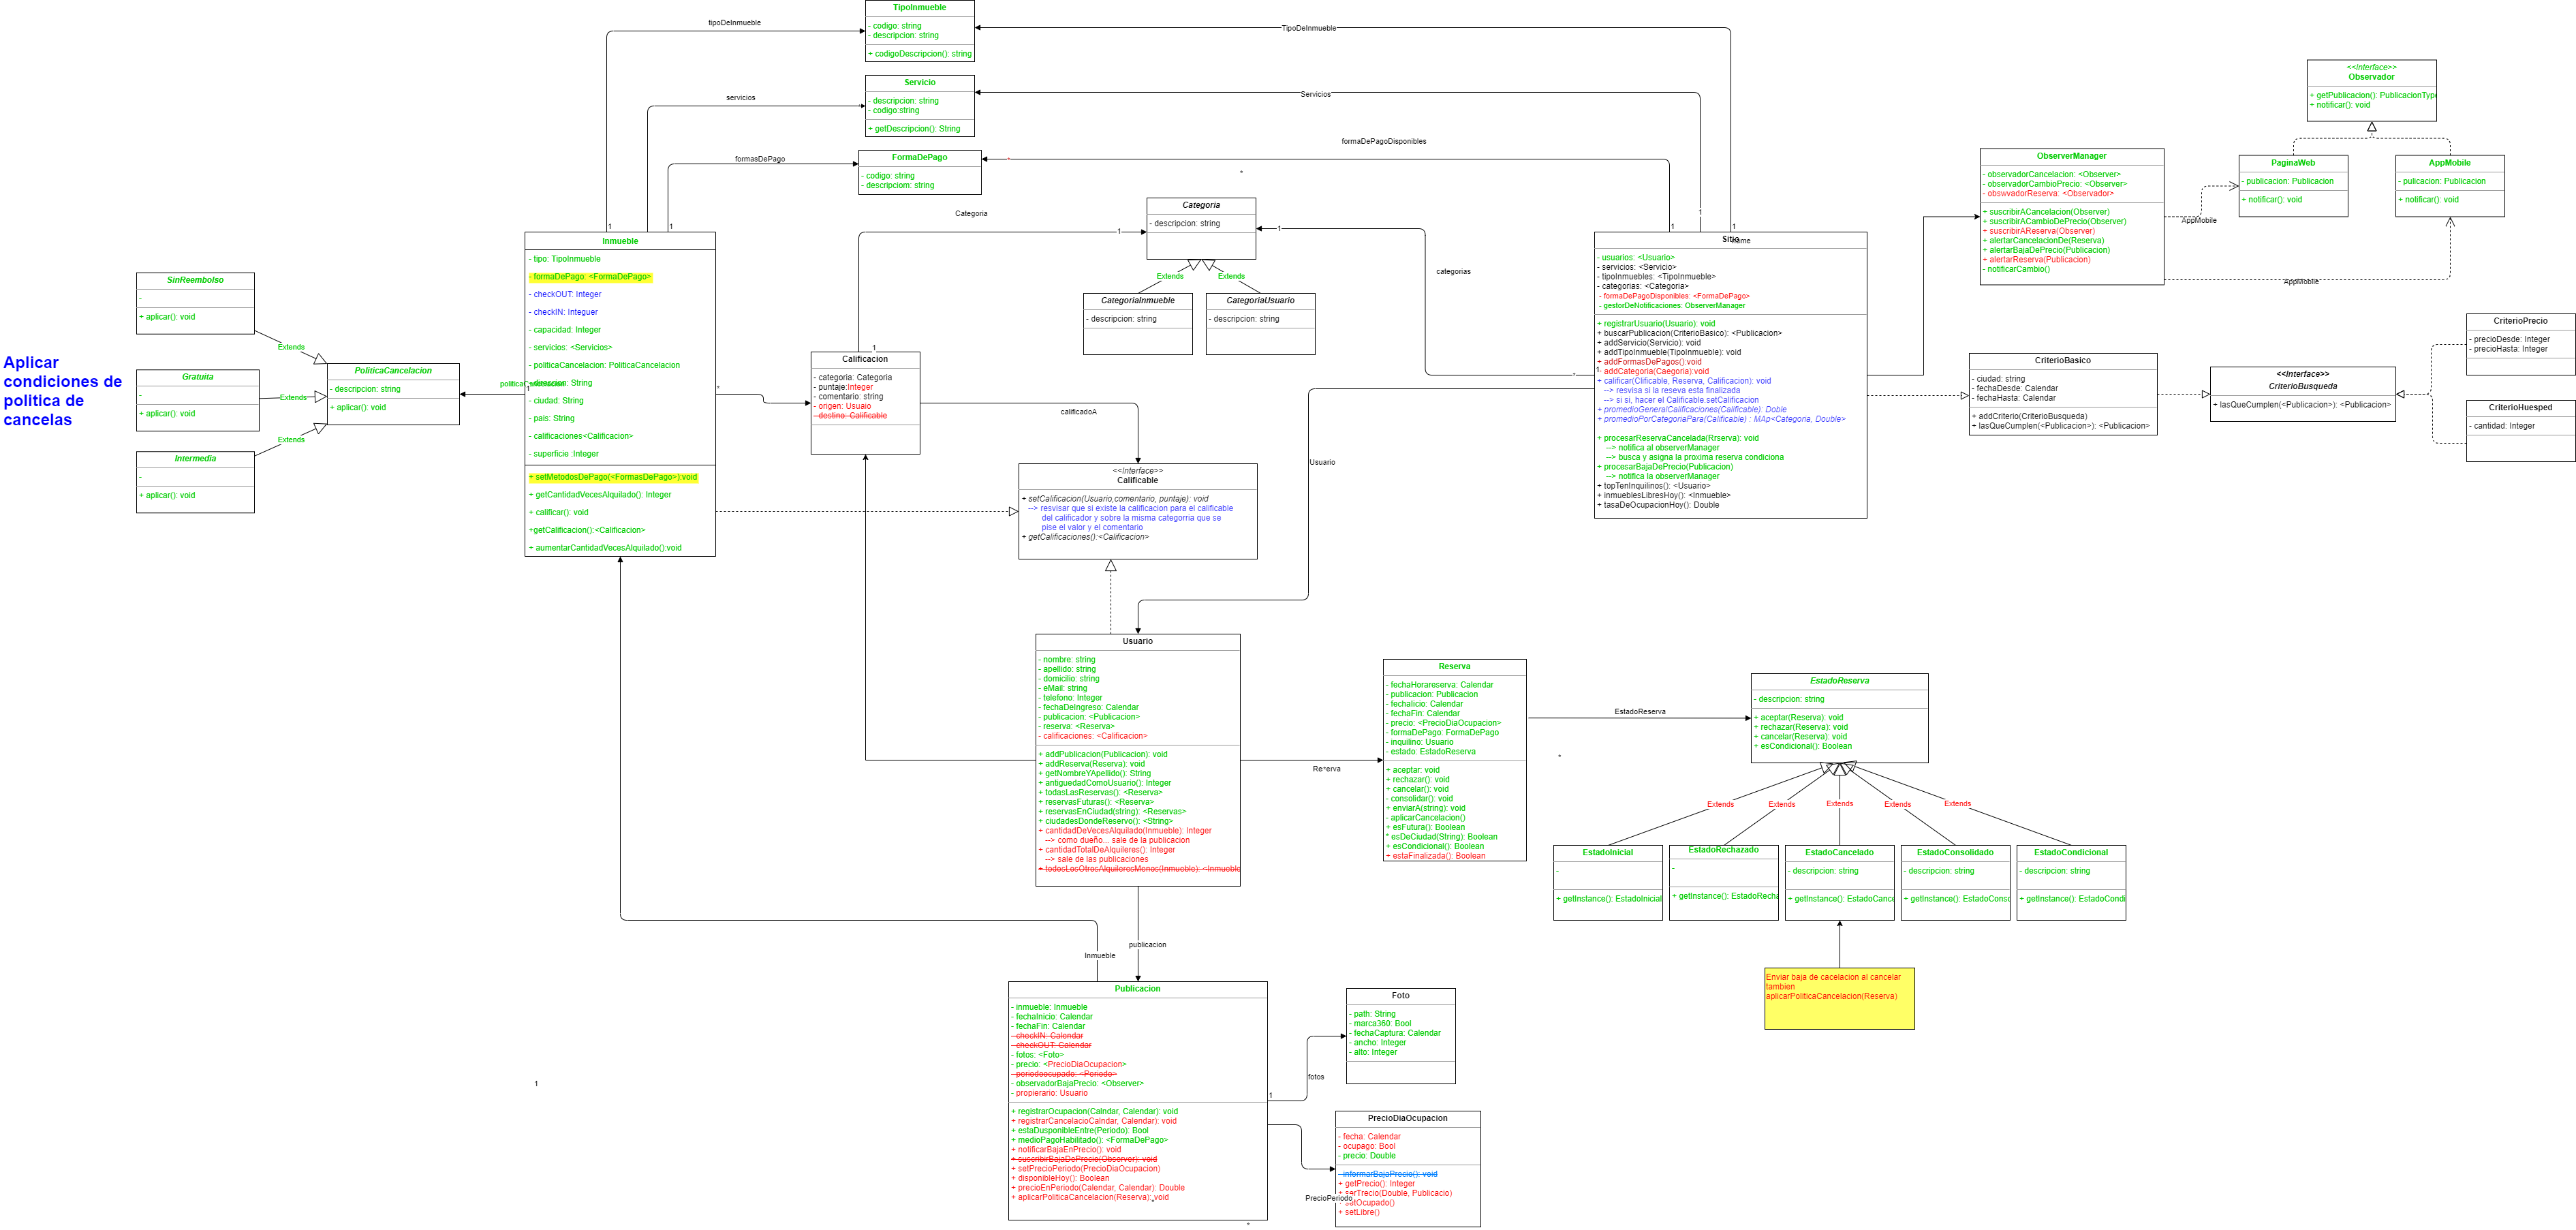 TipoInmueble
- codigo: string
- descripcion: string
+ codigoDescripcion(): string
tipoDeInmueble
TipoDeInmueble
Servicio
- descripcion: string
- codigo:string
+ getDescripcion(): String
servicios
Servicios
FormaDePago
- codigo: string
- descripciom: string
formasDePago
*
formaDePagoDisponibles
*
<<Interface>>
Observador
+ getPublicacion(): PublicacionType
+ notificar(): void
ObserverManager
- observadorCancelacion: <Observer>
- observadorCambioPrecio: <Observer>
- obswvadorReserva: <Observador>
+ suscribirACancelacion(Observer)
+ suscribirACambioDePrecio(Observer)
+ suscribirAReserva(Observer)
+ alertarCancelacionDe(Reserva)
+ alertarBajaDePrecio(Publicacion)
+ alertarReserva(Publicacion)
- notificarCambio()
PaginaWeb
- publicacion: Publicacion
+ notificar(): void
AppMobile
- pulicacion: Publicacion
+ notificar(): void
AppMobile
AppMobile
Categoria
- descripcion: string
Categoria
1
1
categorias
Extends
Extends
CategoriaInmueble
- descripcion: string
CategoriaUsuario
- descripcion: string
1
1
1
Inmueble
- tipo: TipoInmueble
- formaDePago: <FormaDePago>
- checkOUT: Integer
- checkIN: Integuer
- capacidad: Integer
- servicios: <Servicios>
- politicaCancelacion: PoliticaCancelacion
- direccion: String
- ciudad: String
- pais: String
- calificaciones<Calificacion>
- superficie :Integer
+ setMetodosDePago(<FormasDePago>):void
+ getCantidadVecesAlquilado(): Integer
+ calificar(): void
+getCalificacion():<Calificacion>
+ aumentarCantidadVecesAlquilado():void
1
1
1
Sitio
name
- usuarios: <Usuario>
- servicios: <Servicio>
- tipoInmuebles: <TipoInmueble>
- categorias: <Categoria>
- formaDePagoDisponibles: <FormaDePago>
- gestorDeNotificaciones: ObserverManager
+ registrarUsuario(Usuario): void
+ buscarPublicacion(CriterioBasico): <Publicacion>
+ addServicio(Servicio): void
+ addTipoInmueble(TipoInmueble): void
+ addFormasDePagos():void
+ addCategoria(Caegoria):void
+ calificar(Clificable, Reserva, Calificacion): void
--> resvisa si la reseva esta finalizada
--> si si, hacer el Calificable.setCalificacion
+ promedioGeneralCalificaciones(Calificable): Doble
+ promedioPorCategoriaPara(Calificable) : MAp<Categoria, Double>
+ procesarReservaCancelada(Rrserva): void
--> notifica al observerManager
--> busca y asigna la proxima reserva condiciona
+ procesarBajaDePrecio(Publicacion)
--> notifica la observerManager
+ topTenInquilinos(): <Usuario>
+ inmueblesLibresHoy(): <Inmueble>
+ tasaDeOcupacionHoy(): Double
1
*
Aplicar
condiciones de
politica de
cancelas
SinReembolso
-
+ aplicar(): void
Extends
Gratuita
-
+ aplicar(): void
Extends
Intermedia
-
+ aplicar(): void
Extends
PoliticaCancelacion
- descripcion: string
+ aplicar(): void
1
*
1
Calificacion
- categoria: Categoria
- puntaje:Integer
- comentario: string
- origen: Usuaio
- destino: Calificable
calificadoA
<<Interface>>
Calificable
+ setCalificacion(Usuario,comentario, puntaje): void
--> resvisar que si existe la calificacion para el calificable
del calificador y sobre la misma categorria que se
pise el valor y el comentario
+ getCalificaciones():<Calificacion>
Usuario
CriterioBasico
- ciudad: string
- fechaDesde: Calendar
- fechaHasta: Calendar
+ addCriterio(CriterioBusqueda)
+ lasQueCumplen(<Publicacion>): <Publicacion>
<<Interface>>
CriterioBusqueda
+ lasQueCumplen(<Publicacion>): <Publicacion>
CriterioPrecio
- precioDesde: Integer
- precioHasta: Integer
CriterioHuesped
- cantidad: Integer
Usuario
- nombre: string
- apellido: string
- domicilio: string
- eMail: string
- telefono: Integer
- fechaDeIngreso: Calendar
- publicacion: <Publicacion>
- reserva: <Reserva>
- calificaciones: <Calificacion>
+ addPublicacion(Publicacion): void
+ addReserva(Reserva): void
+ getNombreYApellido(): String
+ antiguedadComoUsuario(): Integer
+ todasLasReservas(): <Reserva>
+ reservasFuturas(): <Reserva>
+ reservasEnCiudad(string): <Reservas>
+ ciudadesDondeReservo(): <String>
+ cantidadDeVecesAlquilado(Inmueble): Integer
--> como dueño... sale de la publicacion
+ cantidadTotalDeAlquileres(): Integer
--> sale de las publicaciones
+ todosLosOtrosAlquileresMenos(Inmueble): <Inmueble
Reserva
Reserva
- fechaHorareserva: Calendar
- publicacion: Publicacion
- fechaIicio: Calendar
- fechaFin: Calendar
- precio: <PrecioDiaOcupacion>
- formaDePago: FormaDePago
- inquilino: Usuario
- estado: EstadoReserva
+ aceptar: void
+ rechazar(): void
+ cancelar(): void
- consolidar(): void
+ enviarA(string): void
- aplicarCancelacion()
+ esFutura(): Boolean
* esDeCiudad(String): Boolean
+ esCondicional(): Boolean
+ estaFinalizada(): Boolean
EstadoReserva
*
EstadoReserva
- descripcion: string
+ aceptar(Reserva): void
+ rechazar(Reserva): void
+ cancelar(Reserva): void
+ esCondicional(): Boolean
Extends
Extends
Extends
Extends
Extends
EstadoInicial
-
+ getInstance(): EstadoInicial
EstadoRechazado
-
+ getInstance(): EstadoRecha
EstadoCancelado
- descripcion: string
+ getInstance(): EstadoCance
EstadoConsolidado
- descripcion: string
+ getInstance(): EstadoConso
EstadoCondicional
- descripcion: string
+ getInstance(): EstadoCondi
Enviar baja de cacelacion al cancelar
tambien
aplicarPoliticaCancelacion(Reserva)
publicacion
Inmueble
1
Publicacion
- inmueble: Inmueble
- fechaInicio: Calendar
- fechaFin: Calendar
- checkIN: Calendar
- checkOUT: Calendar
- fotos: <Foto>
- precio: <PrecioDiaOcupacion>
- periodoocupado: <Periodo>
- observadorBajaPrecio: <Observer>
- propierario: Usuario
+ registrarOcupacion(Calndar, Calendar): void
+ registrarCancelacioCalndar, Calendar): void
+ estaDusponibleEntre(Periodo): Bool
+ medioPagoHabilitado(): <FormaDePago>
+ notificarBajaEnPrecio(): void
+ suscribirBajaDePrecio(Observer): void
+ setPrecioPeriodo(PrecioDiaOcupacion)
+ disponibleHoy(): Boolean
+ precioEnPeriodo(Calendar, Calendar): Double
+ aplicarPoliticaCancelacion(Reserva): void
*
1
fotos
Foto
- path: String
- marca360: Bool
- fechaCaptura: Calendar
- ancho: Integer
- alto: Integer
PrecioPeriodo
PrecioDiaOcupacion
- fecha: Calendar
- ocupago: Bool
- precio: Double
- informarBajaPrecio(): void
+ getPrecio(): Integer
+ serTrecio(Double, Publicacio)
+ setOcupado()
+ setLibre()